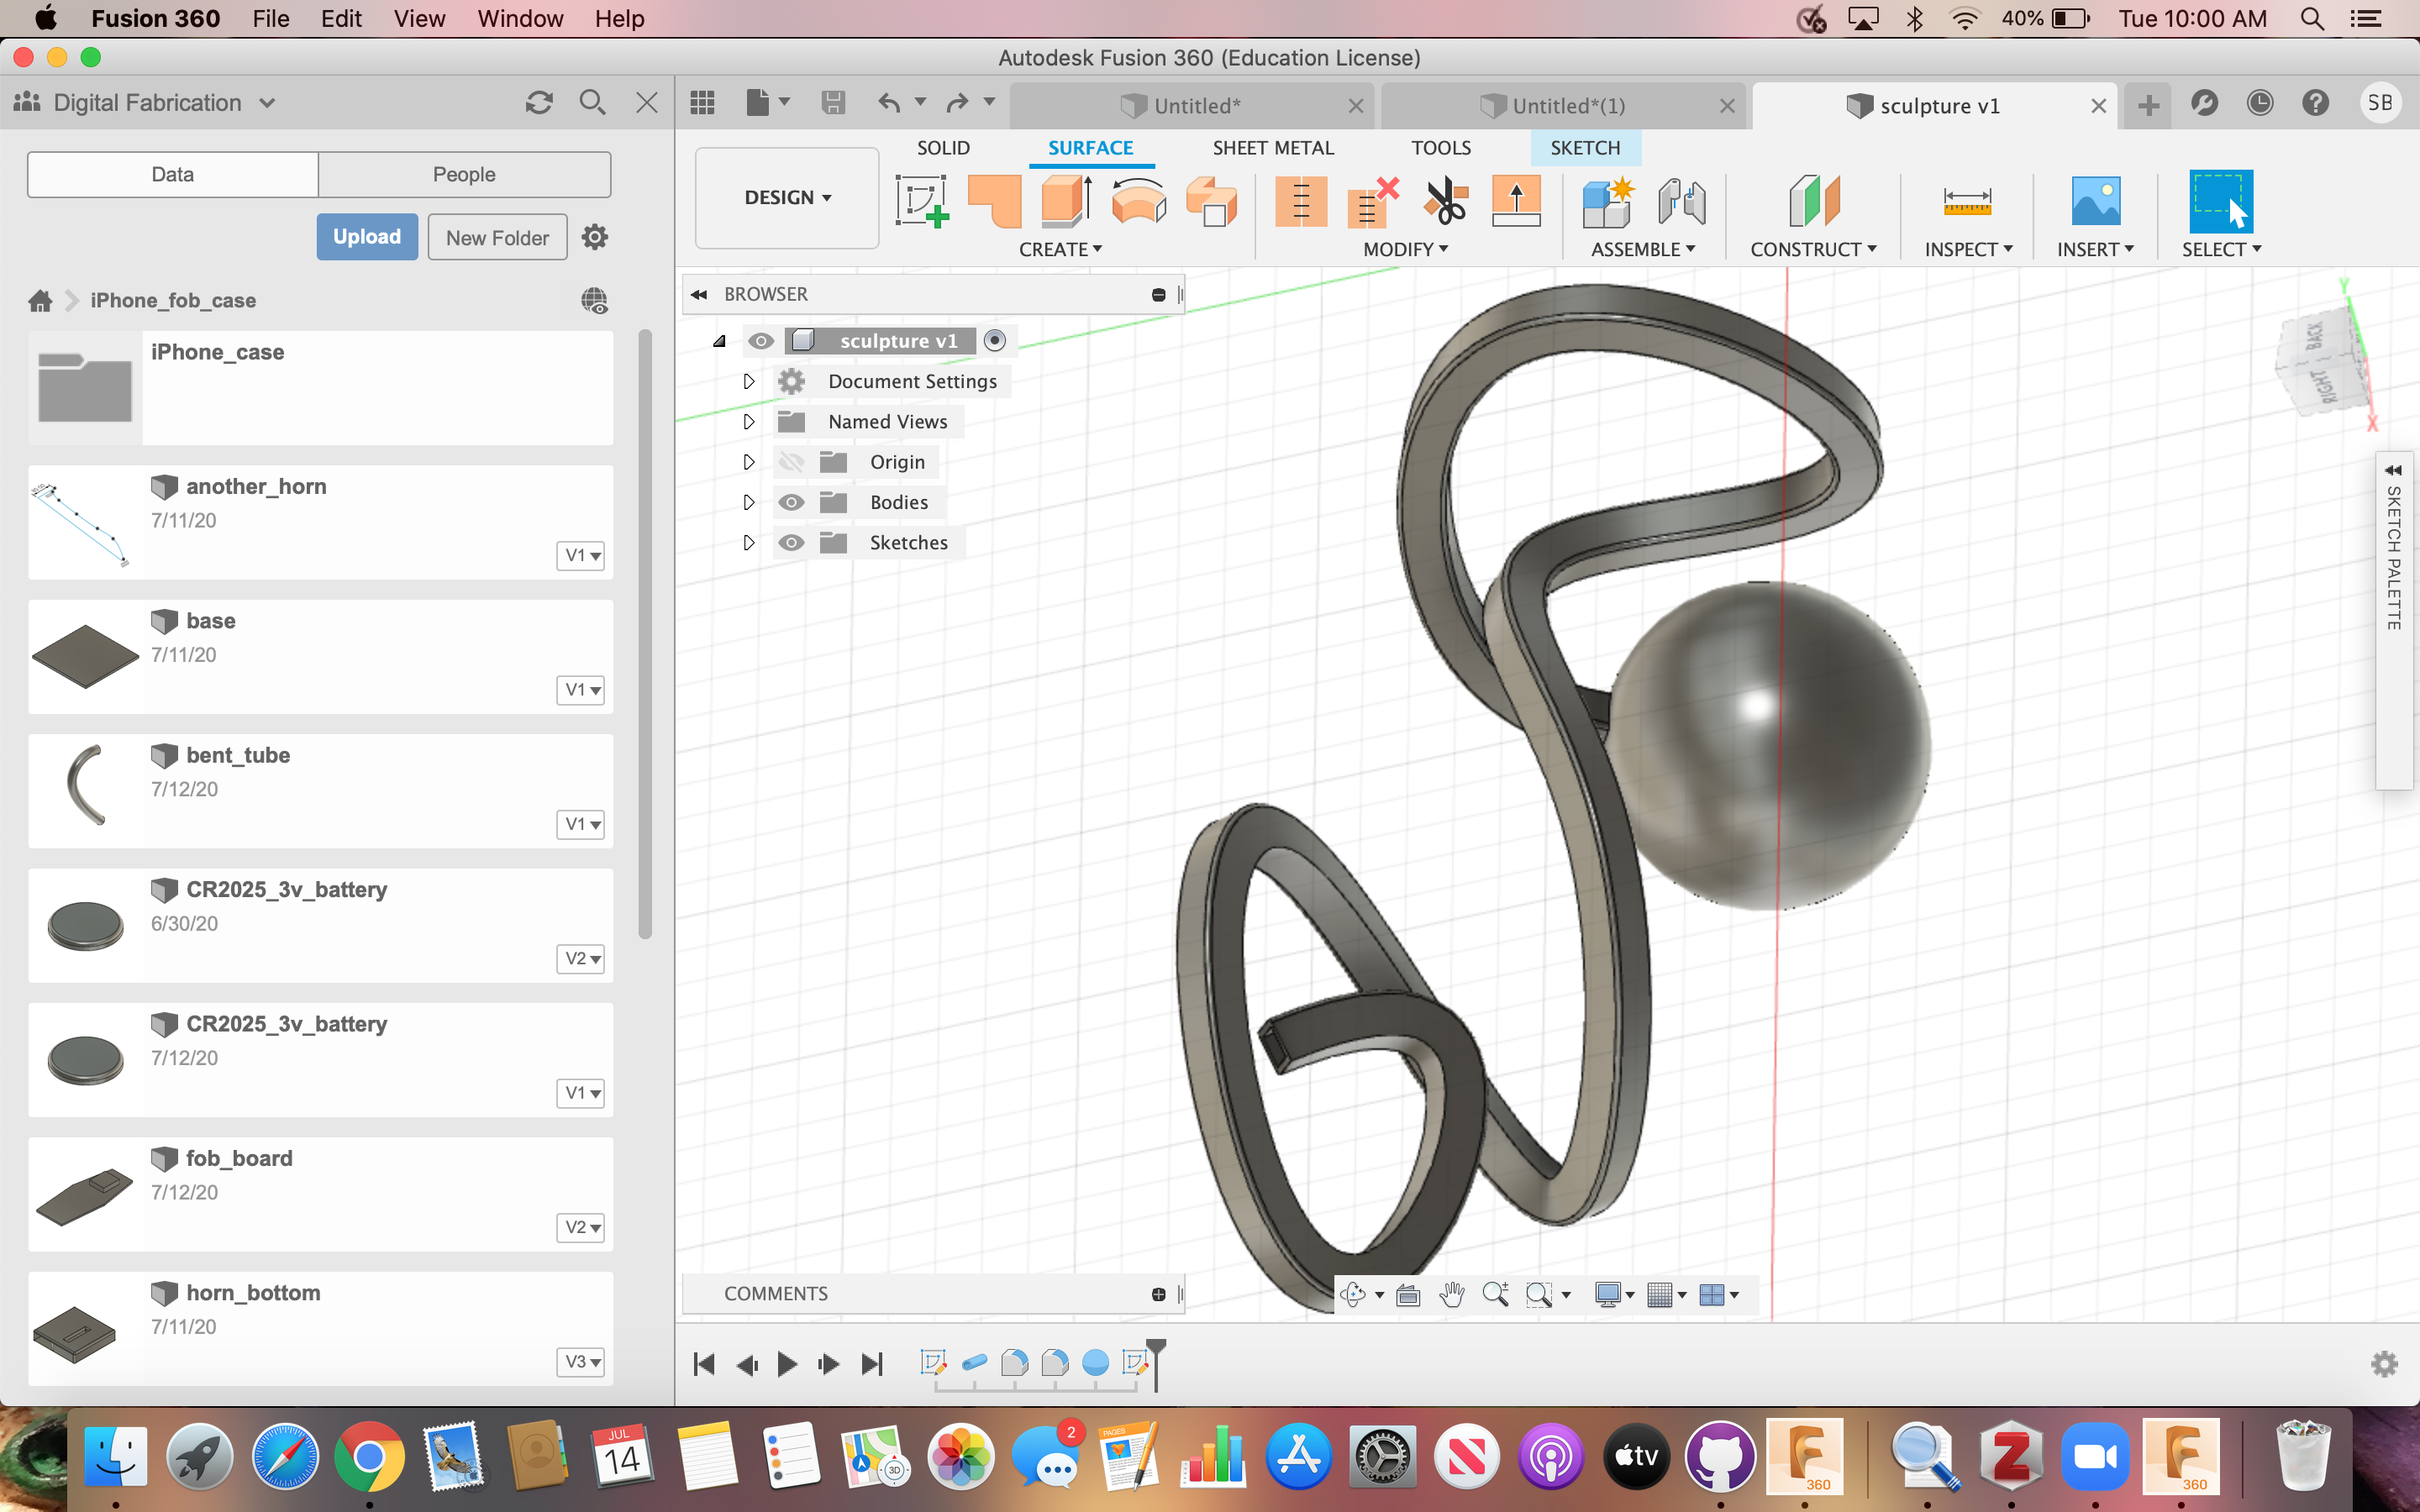 Fusion 360 File Edit View Window Help 40% Tue 10:00 AM
Autodesk Fusion 360 (Education License)
Digital Fabrication
Untitled* Untitled*(1) sculpture v1 SB
Data People
Upload New Folder
iPhone_fob_case
iPhone_case
another_horn
7/11/20
V1
base
7/11/20
V1
bent_tube
7/12/20
V1
CR2025_3v_battery
6/30/20
V2
CR2025_3v_battery
7/12/20
V1
fob_board
7/12/20
V2
horn_bottom
7/11/20
V3
SOLID SURFACE SHEET METAL TOOLS SKETCH
DESIGN
CREATE MODIFY ASSEMBLE CONSTRUCT INSPECT INSERT SELECT
BROWSER
sculpture v1
Document Settings
Named Views
Origin
Bodies
Sketches
Y
BACK
RIGHT
X
SKETCH PALETTE
COMMENTS
JUL
14
3D
2
PAGES
tv
360
Z
360